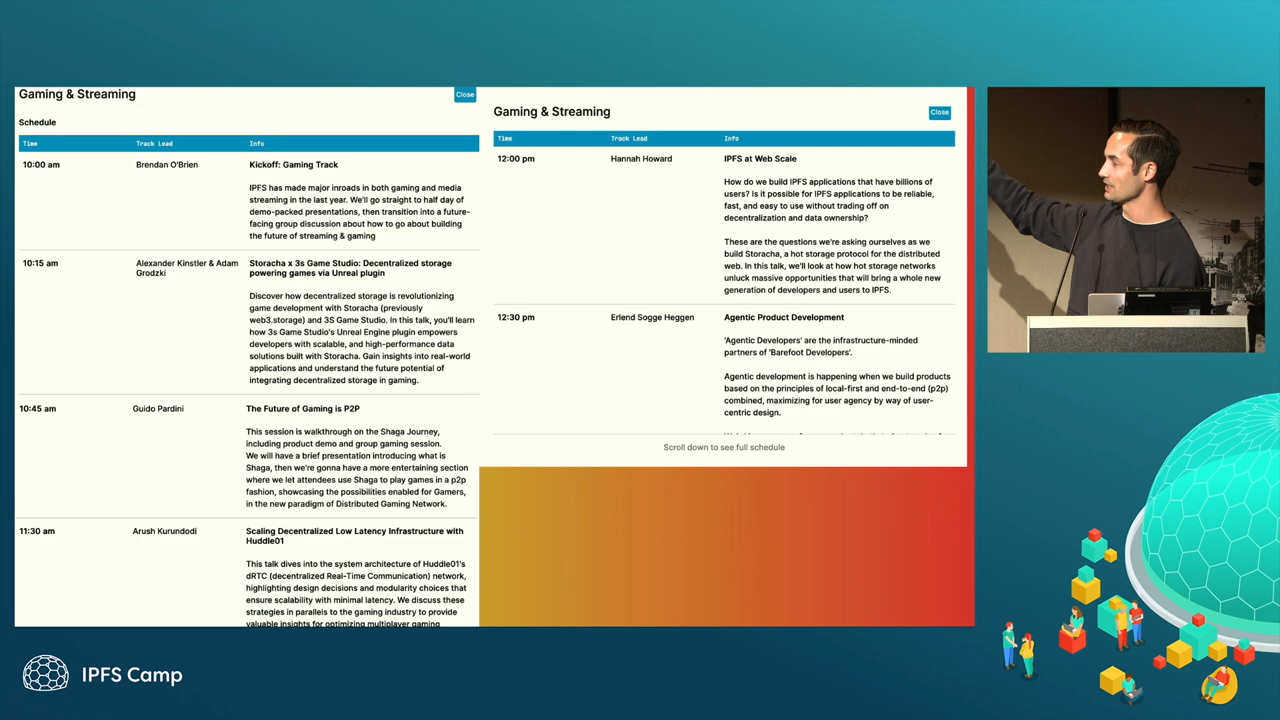 Gaming & Streaming
Close
Schedule
Time Track Lead Info
10:00 am Brendan O'Brien Kickoff: Gaming Track
IPFS has made major inroads in both gaming and media
streaming in the last year. We'll go straight to half day of
demo-packed presentations, then transition into a future-
facing group discussion about how to go about building
the future of streaming & gaming
10:15 am Alexander Kinstler & Adam Storacha x 3s Game Studio: Decentralized storage
Grodzki powering games via Unreal plugin
Discover how decentralized storage is revolutionizing
game development with Storacha (previously
web3.storage) and 3S Game Studio. In this talk, you'll learn
how 3s Game Studio's Unreal Engine plugin empowers
developers with scalable, and high-performance data
solutions built with Storacha. Gain insights into real-world
applications and understand the future potential of
integrating decentralized storage in gaming.
10:45 am Guido Pardini The Future of Gaming is P2P
This session is walkthrough on the Shaga Journey,
including product demo and group gaming session.
We will have a brief presentation introducing what is
Shaga, then we're gonna have a more entertaining section
where we let attendees use Shaga to play games in a p2p
fashion, showcasing the possibilities enabled for Gamers,
in the new paradigm of Distributed Gaming Network.
11:30 am Arush Kurundodi Scaling Decentralized Low Latency Infrastructure with
Huddle01
This talk dives into the system architecture of Huddle01's
dRTC (decentralized Real-Time Communication) network,
highlighting design decisions and modularity choices that
ensure scalability with minimal latency. We discuss these
strategies in parallels to the gaming industry to provide
valuable insights for optimizing multiplayer gaming
Gaming & Streaming
Close
Time Track Lead Info
12:00 pm Hannah Howard IPFS at Web Scale
How do we build IPFS applications that have billions of
users? Is it possible for IPFS applications to be reliable,
fast, and easy to use without trading off on
decentralization and data ownership?
These are the questions we're asking ourselves as we
build Storacha, a hot storage protocol for the distributed
web. In this talk, we'll look at how hot storage networks
unluck massive opportunities that will bring a whole new
generation of developers and users to IPFS.
12:30 pm Erlend Sogge Heggen Agentic Product Development
'Agentic Developers' are the infrastructure-minded
partners of 'Barefoot Developers'.
Agentic development is happening when we build products
based on the principles of local-first and end-to-end (p2p)
combined, maximizing for user agency by way of user-
centric design.
Scroll down to see full schedule
IPFS Camp